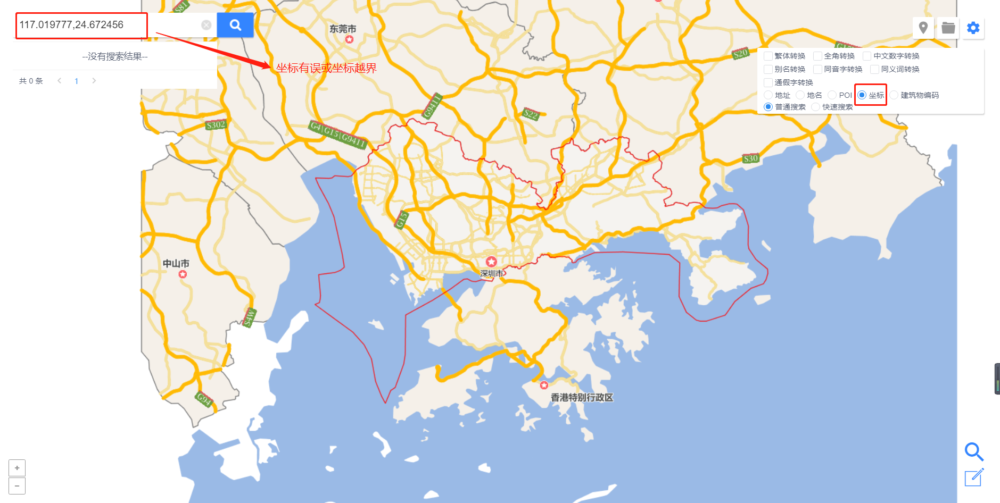 117.019777,24.672456
--没有搜索结果--
共 0 条
1
坐标有误或坐标越界
繁体转换 全角转换 中文数字转换
别名转换 同音字转换 同义词转换
通假字转换
地址 地名 POI 坐标 建筑物编码
普通搜索 快速搜索
S81
东莞市
S20
G9411
S22
S302
G4|G15|G9411
S30
G15
中山市
深圳市
S4W
G94
香港特别行政区
+
−